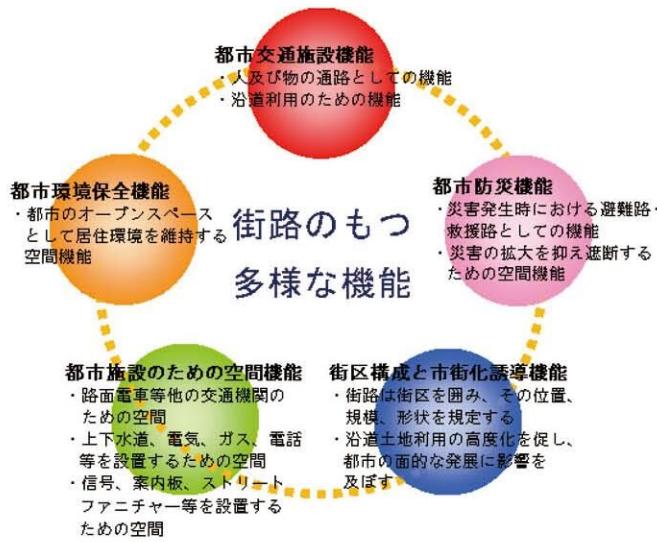 都市交通施設機能
・人及び物の通路としての機能
・沿道利用のための機能
都市環境保全機能
・都市のオープンスペース
として居住環境を維持する
空間機能
街路のもつ
多様な機能
都市防災機能
・災害発生時における避難路・
救援路としての機能
・災害の拡大を抑え遮断する
ための空間機能
都市施設のための空間機能
・路面電車等他の交通機関の
ための空間
・上下水道、電気、ガス、電話
等を設置するための空間
・信号、案内板、ストリート
ファニチャー等を設置する
ための空間
街区構成と市街化誘導機能
・街路は街区を囲み、その位置、
規模、形状を規定する
・沿道土地利用の高度化を促し、
都市の面的な発展に影響を
及ぼす